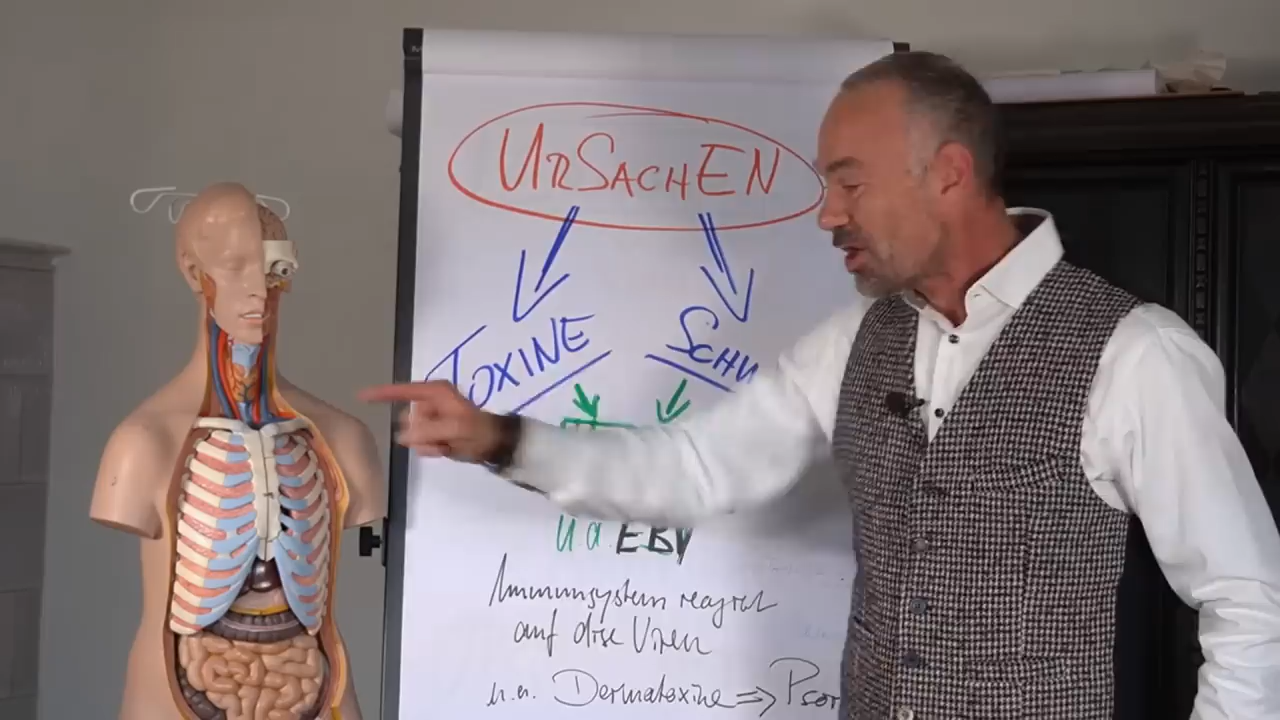 URSACHEN
TOXINE SCHW
u.a. EBV
Immunsystem reagiert
auf diese Viren
u.a. Dermatoxine => Psor